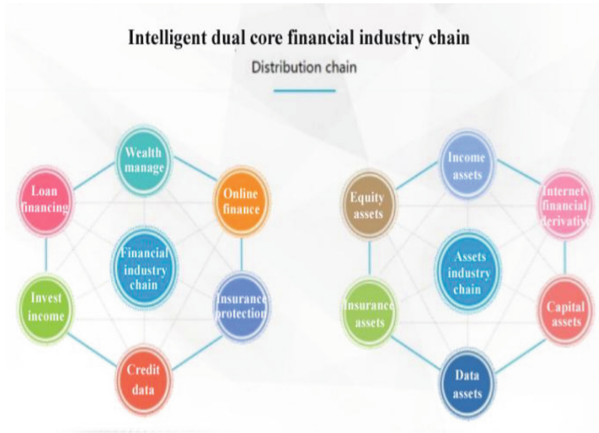 Intelligent dual core financial industry chain
Distribution chain
Wealth
manage
Loan
financing
Online
finance
Financial
industry
chain
Invest
income
Insurance
protection
Credit
data
Income
assets
Equity
assets
Internet
financial
derivative
Assets
industry
chain
Insurance
assets
Capital
assets
Data
assets